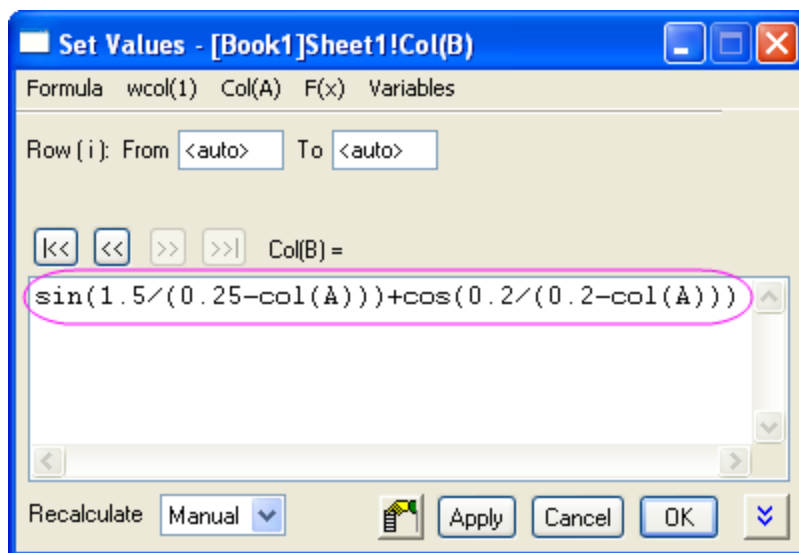 Set Values - [Book1]Sheet1!Col(B)
Formula wcol(1) Col(A) F(x) Variables
Row ( i ): From <auto> To <auto>
|<< << >> >>| Col(B) =
sin(1.5/(0.25-col(A)))+cos(0.2/(0.2-col(A)))
Recalculate Manual Apply Cancel OK